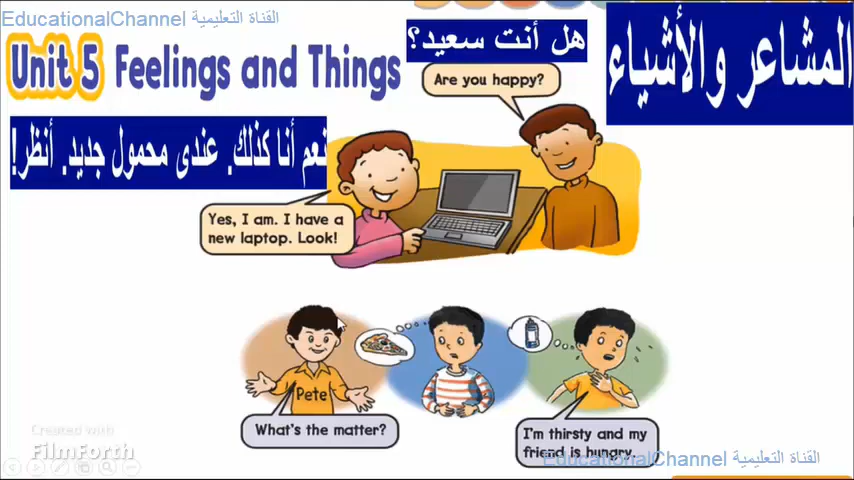 EducationalChannel القناة التعليمية
Unit 5 Feelings and Things
هل أنت سعيد؟
المشاعر والأشياء
Are you happy?
نعم أنا كذلك. عندى محمول جديد. أنظر!
Yes, I am. I have a
new laptop. Look!
Pete
What's the matter?
I'm thirsty and my
friend is hungry.
Created with
FilmForth
EducationalChannel القناة التعليمية